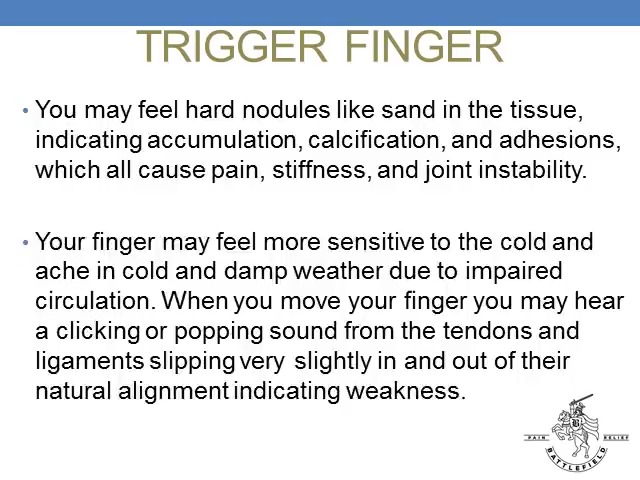 TRIGGER FINGER
• You may feel hard nodules like sand in the tissue,
indicating accumulation, calcification, and adhesions,
which all cause pain, stiffness, and joint instability.
• Your finger may feel more sensitive to the cold and
ache in cold and damp weather due to impaired
circulation. When you move your finger you may hear
a clicking or popping sound from the tendons and
ligaments slipping very slightly in and out of their
natural alignment indicating weakness.
B
PAIN RELIEF
BATTLEFIELD